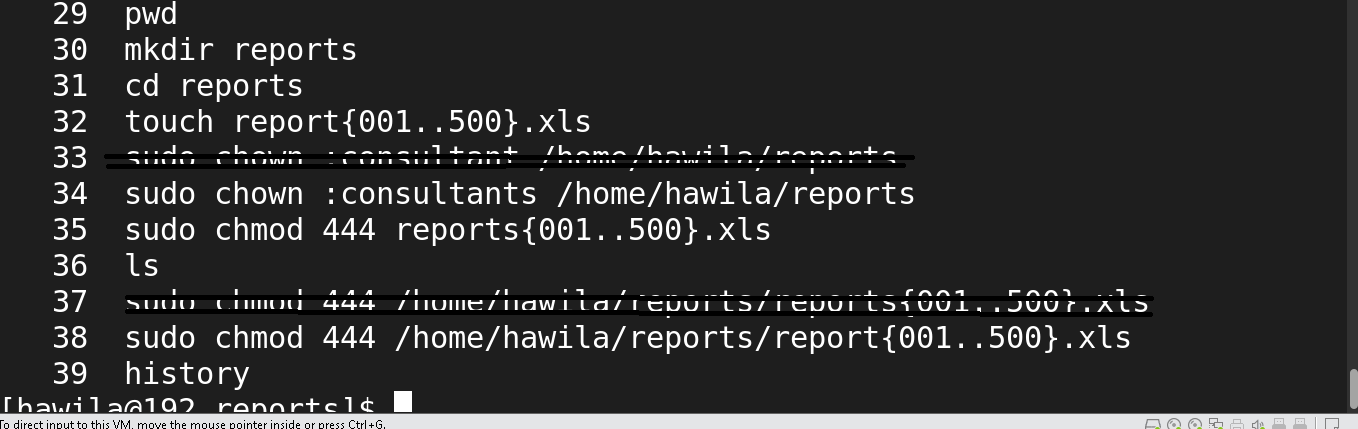 29 pwd
30 mkdir reports
31 cd reports
32 touch report{001..500}.xls
33 sudo chown :consultant /home/hawila/reports
34 sudo chown :consultants /home/hawila/reports
35 sudo chmod 444 reports{001..500}.xls
36 ls
37 sudo chmod 444 /home/hawila/reports/reports{001..500}.xls
38 sudo chmod 444 /home/hawila/reports/report{001..500}.xls
39 history
[hawila@192 reports]$
To direct input to this VM, move the mouse pointer inside or press Ctrl+G.